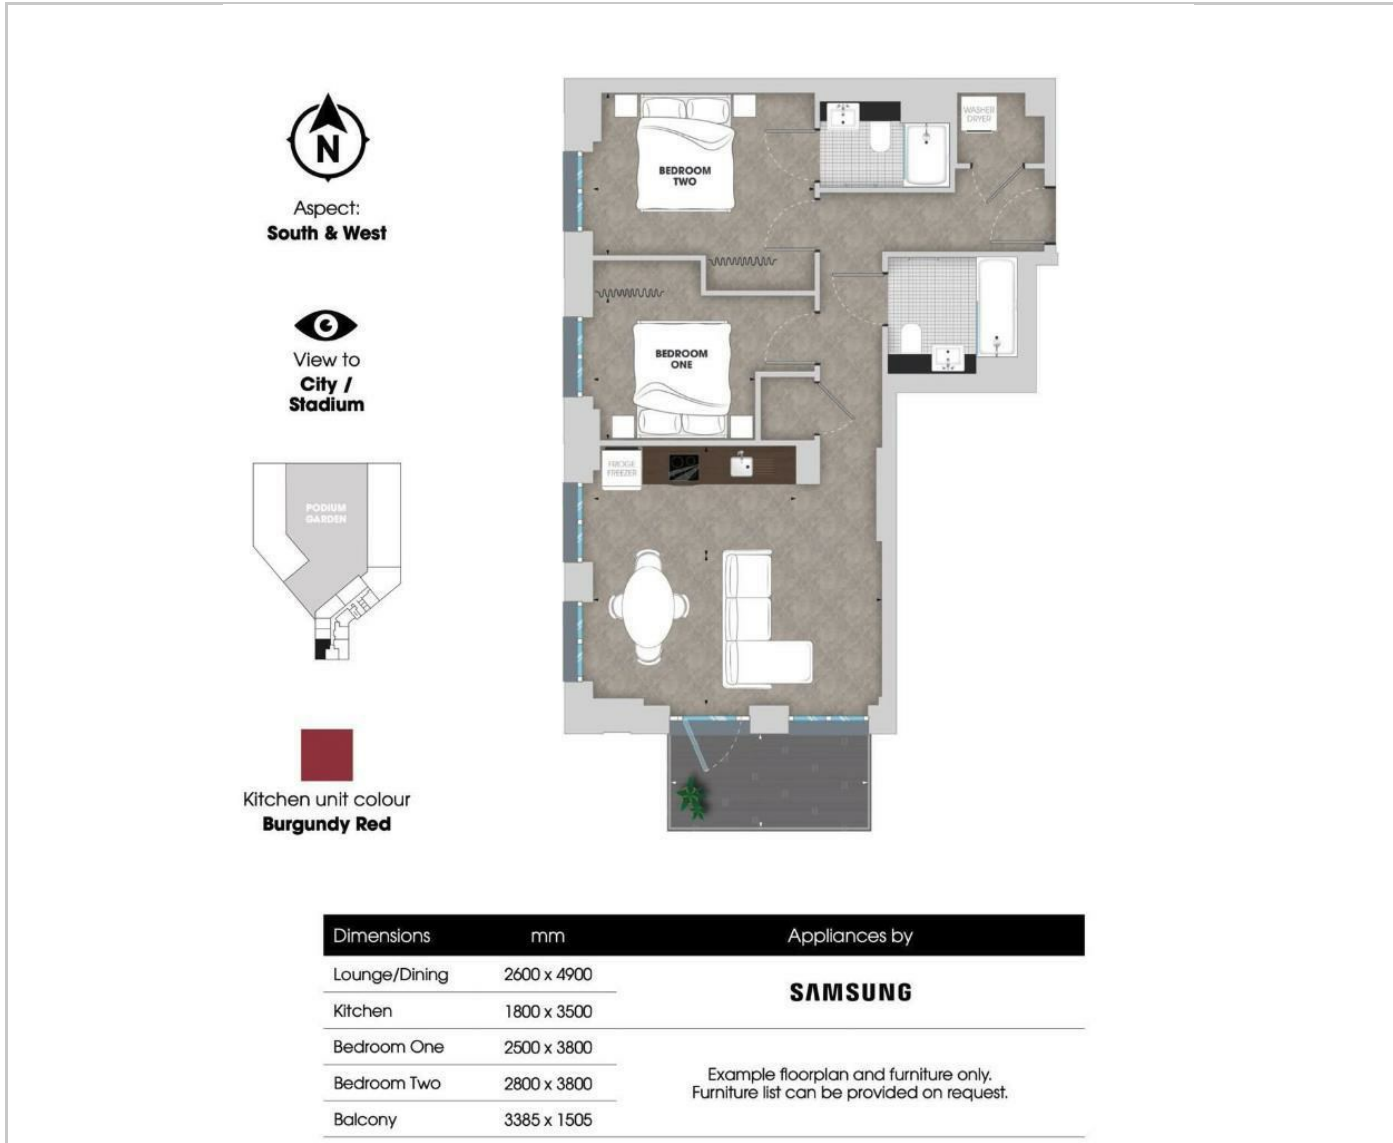 N
Aspect:
South & West
View to
City /
Stadium
PODIUM
GARDEN
Kitchen unit colour
Burgundy Red
BEDROOM
TWO
WASHER
DRYER
BEDROOM
ONE
FRIDGE
FREEZER
Dimensions mm Appliances by
Lounge/Dining 2600 x 4900
SAMSUNG
Kitchen 1800 x 3500
Bedroom One 2500 x 3800
Bedroom Two 2800 x 3800
Example floorplan and furniture only.
Furniture list can be provided on request.
Balcony 3385 x 1505